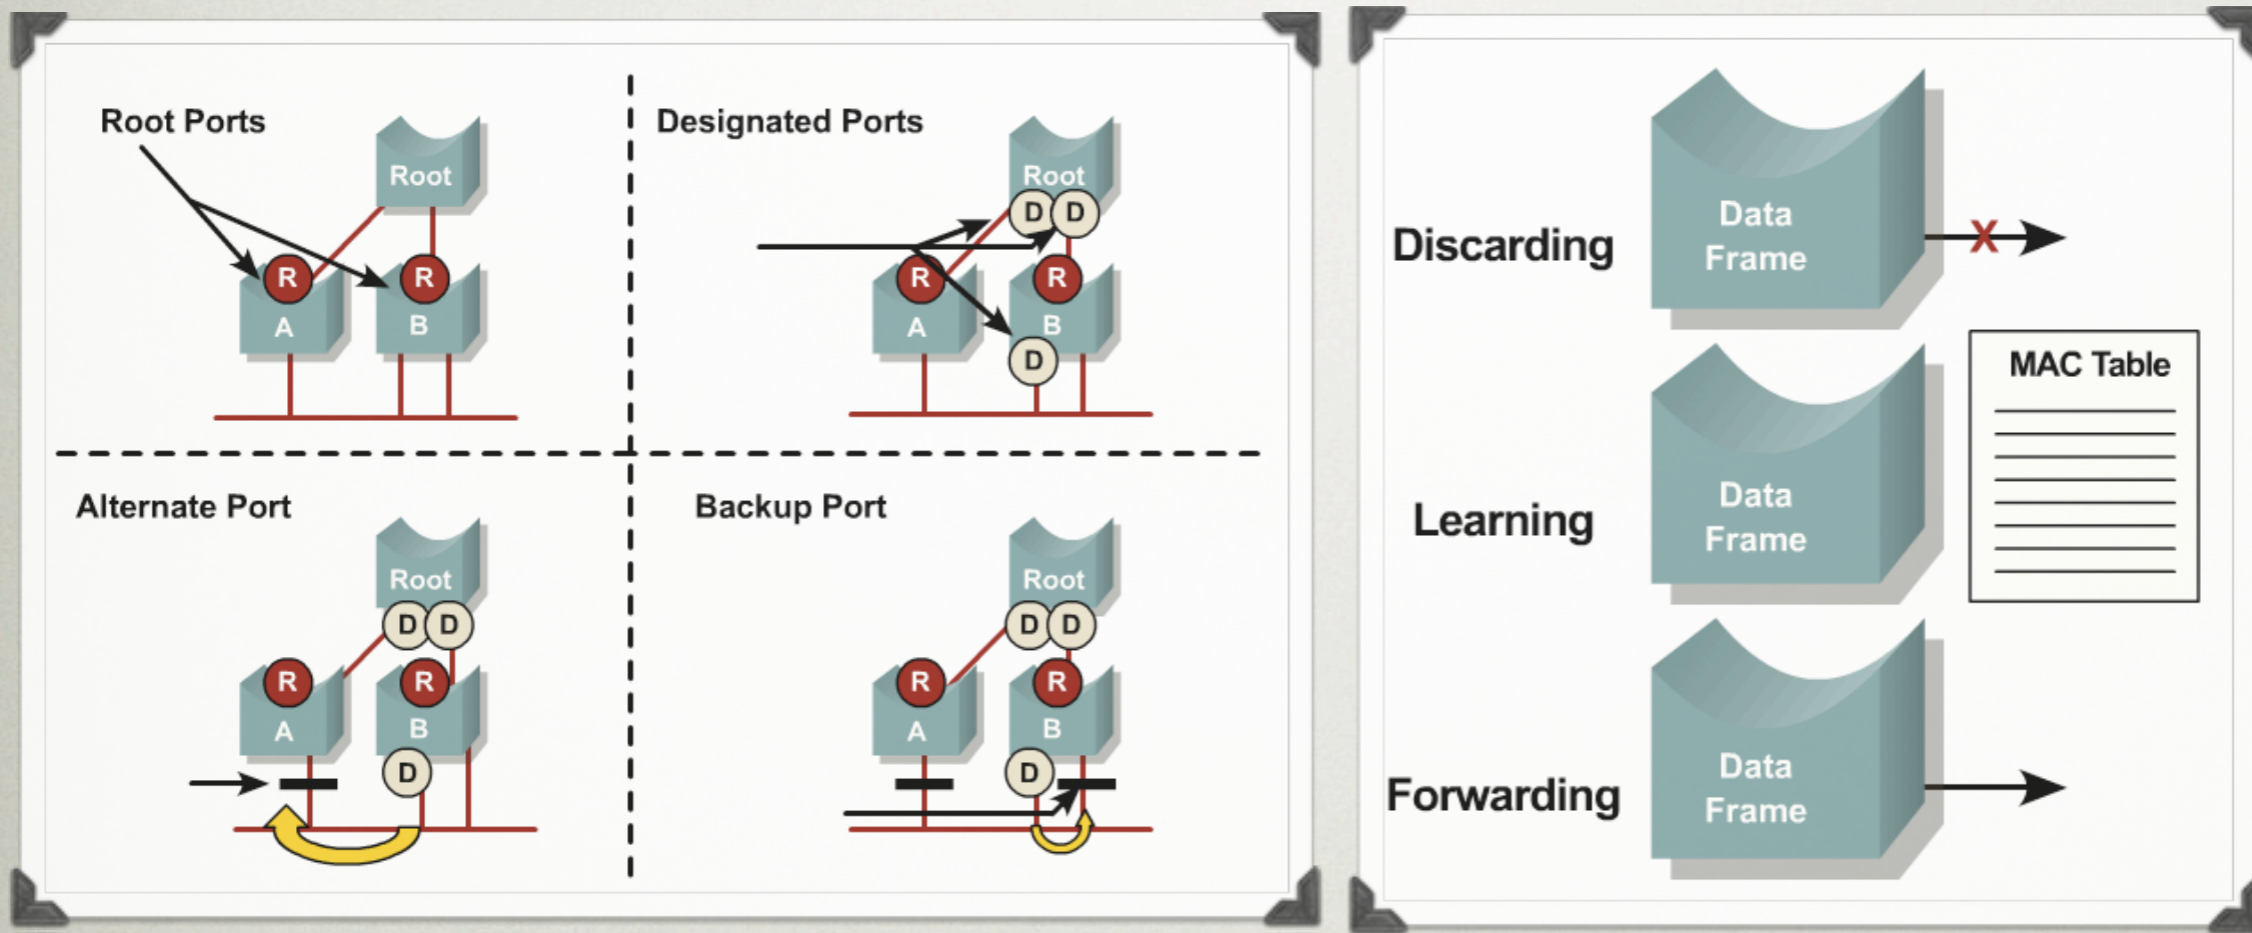 Root Ports
Root
R
R
A
B
Designated Ports
Root
D
D
R
R
A
B
D
Alternate Port
Root
D
D
R
R
A
B
D
Backup Port
Root
D
D
R
R
A
B
D
Discarding
Data
Frame
X
MAC Table
Learning
Data
Frame
Forwarding
Data
Frame